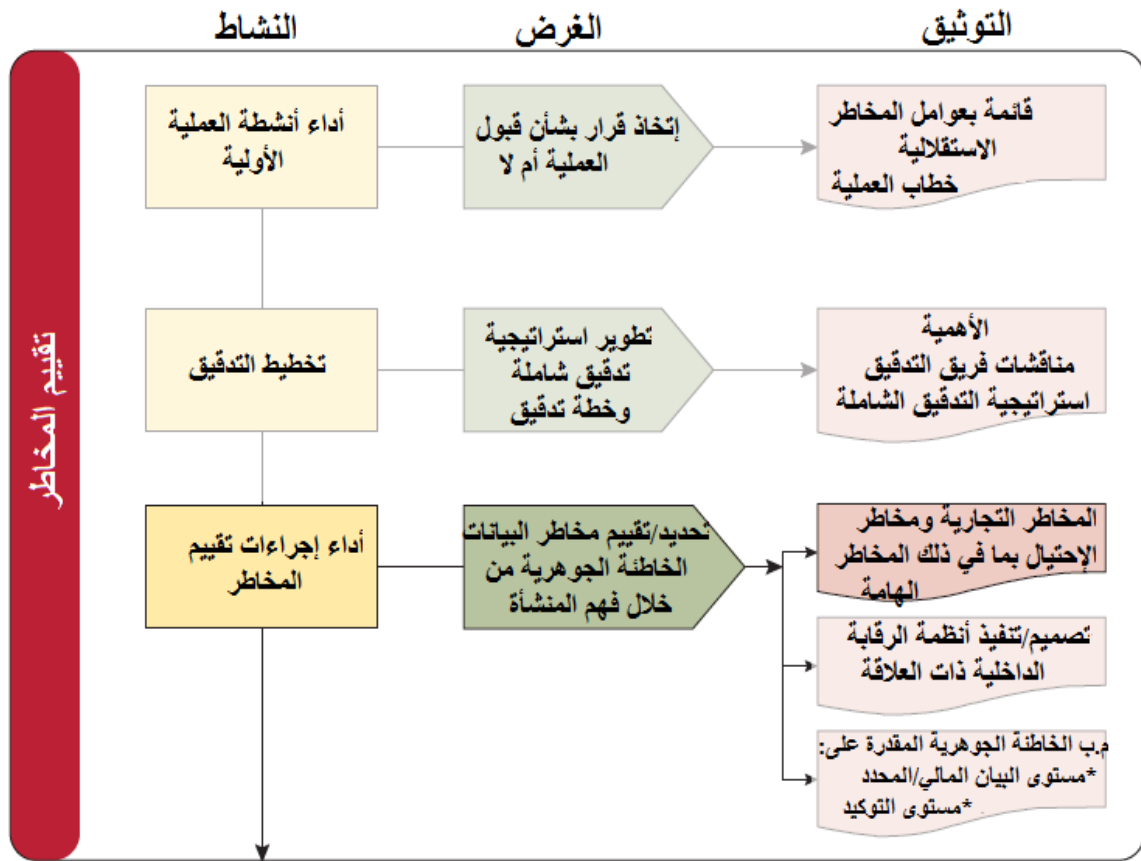 النشاط
الغرض
التوثيق
تقييم المخاطر
أداء أنشطة العملية
الأولية
إتخاذ قرار بشأن قبول
العملية أم لا
قائمة بعوامل المخاطر
الاستقلالية
خطاب العملية
تخطيط التدقيق
تطوير استراتيجية
تدقيق شاملة
وخطة تدقيق
الأهمية
مناقشات فريق التدقيق
استراتيجية التدقيق الشاملة
أداء إجراءات تقييم
المخاطر
تحديد/تقييم مخاطر البيانات
الخاطئة الجوهرية من
خلال فهم المنشأة
المخاطر التجارية ومخاطر
الإحتيال بما في ذلك المخاطر
الهامة
تصميم/تنفيذ أنظمة الرقابة
الداخلية ذات العلاقة
م.ب الخاطئة الجوهرية المقدرة على:
*مستوى البيان المالي/المحدد
*مستوى التوكيد